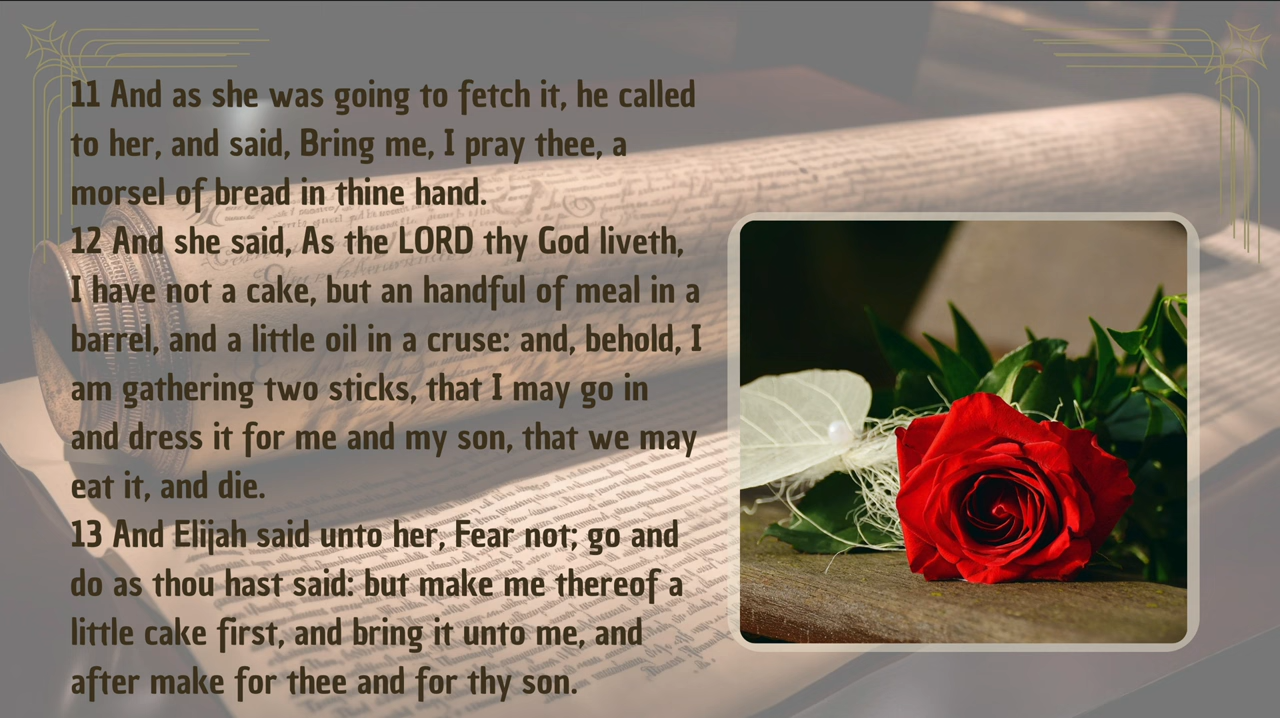 11 And as she was going to fetch it, he called
to her, and said, Bring me, I pray thee, a
morsel of bread in thine hand.
12 And she said, As the LORD thy God liveth,
I have not a cake, but an handful of meal in a
barrel, and a little oil in a cruse: and, behold, I
am gathering two sticks, that I may go in
and dress it for me and my son, that we may
eat it, and die.
13 And Elijah said unto her, Fear not; go and
do as thou hast said: but make me thereof a
little cake first, and bring it unto me, and
after make for thee and for thy son.